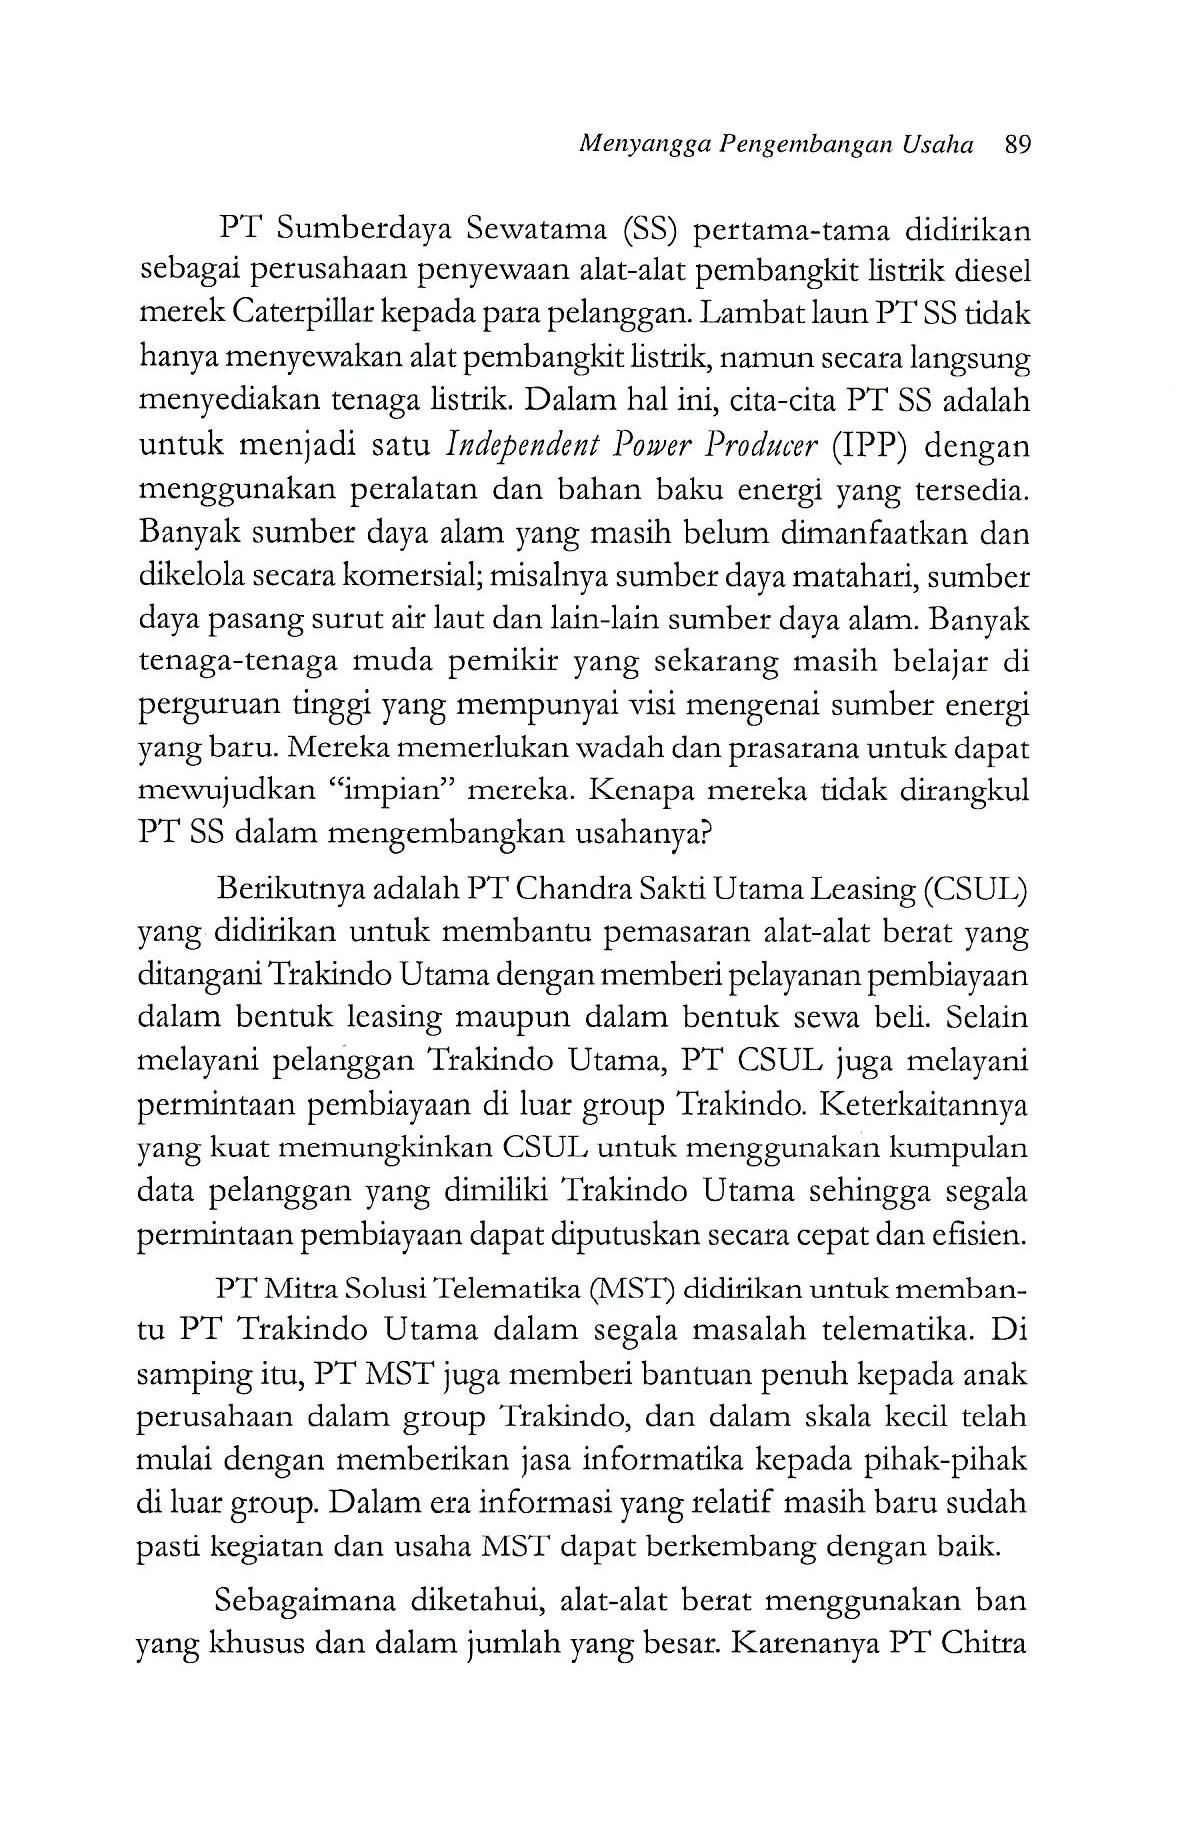 Menyangga Pengembangan Usaha 89
PT Sumberdaya Sewatama (SS) pertama-tama didirikan
sebagai perusahaan penyewaan alat-alat pembangkit listrik diesel
merek Caterpillar kepada para pelanggan. Lambat laun PT SS tidak
hanya menyewakan alat pembangkit listrik, namun secara langsung
menyediakan tenaga listrik. Dalam hal ini, cita-cita PT SS adalah
untuk menjadi satu Independent Power Producer (IPP) dengan
menggunakan peralatan dan bahan baku energi yang tersedia.
Banyak sumber daya alam yang masih belum dimanfaatkan dan
dikelola secara komersial; misalnya sumber daya matahari, sumber
daya pasang surut air laut dan lain-lain sumber daya alam. Banyak
tenaga-tenaga muda pemikir yang sekarang masih belajar di
perguruan tinggi yang mempunyai visi mengenai sumber energi
yang baru. Mereka memerlukan wadah dan prasarana untuk dapat
mewujudkan “impian” mereka. Kenapa mereka tidak dirangkul
PT SS dalam mengembangkan usahanya?
Berikutnya adalah PT Chandra Sakti Utama Leasing (CSUL)
yang didirikan untuk membantu pemasaran alat-alat berat yang
ditangani Trakindo Utama dengan memberi pelayanan pembiayaan
dalam bentuk leasing maupun dalam bentuk sewa beli. Selain
melayani pelanggan Trakindo Utama, PT CSUL juga melayani
permintaan pembiayaan di luar group Trakindo. Keterkaitannya
yang kuat memungkinkan CSUL untuk menggunakan kumpulan
data pelanggan yang dimiliki Trakindo Utama sehingga segala
permintaan pembiayaan dapat diputuskan secara cepat dan efisien.
PT Mitra Solusi Telematika (MST) didirikan untuk memban-
tu PT Trakindo Utama dalam segala masalah telematika. Di
samping itu, PT MST juga memberi bantuan penuh kepada anak
perusahaan dalam group Trakindo, dan dalam skala kecil telah
mulai dengan memberikan jasa informatika kepada pihak-pihak
di luar group. Dalam era informasi yang relatif masih baru sudah
pasti kegiatan dan usaha MST dapat berkembang dengan baik.
Sebagaimana diketahui, alat-alat berat menggunakan ban
yang khusus dan dalam jumlah yang besar. Karenanya PT Chitra